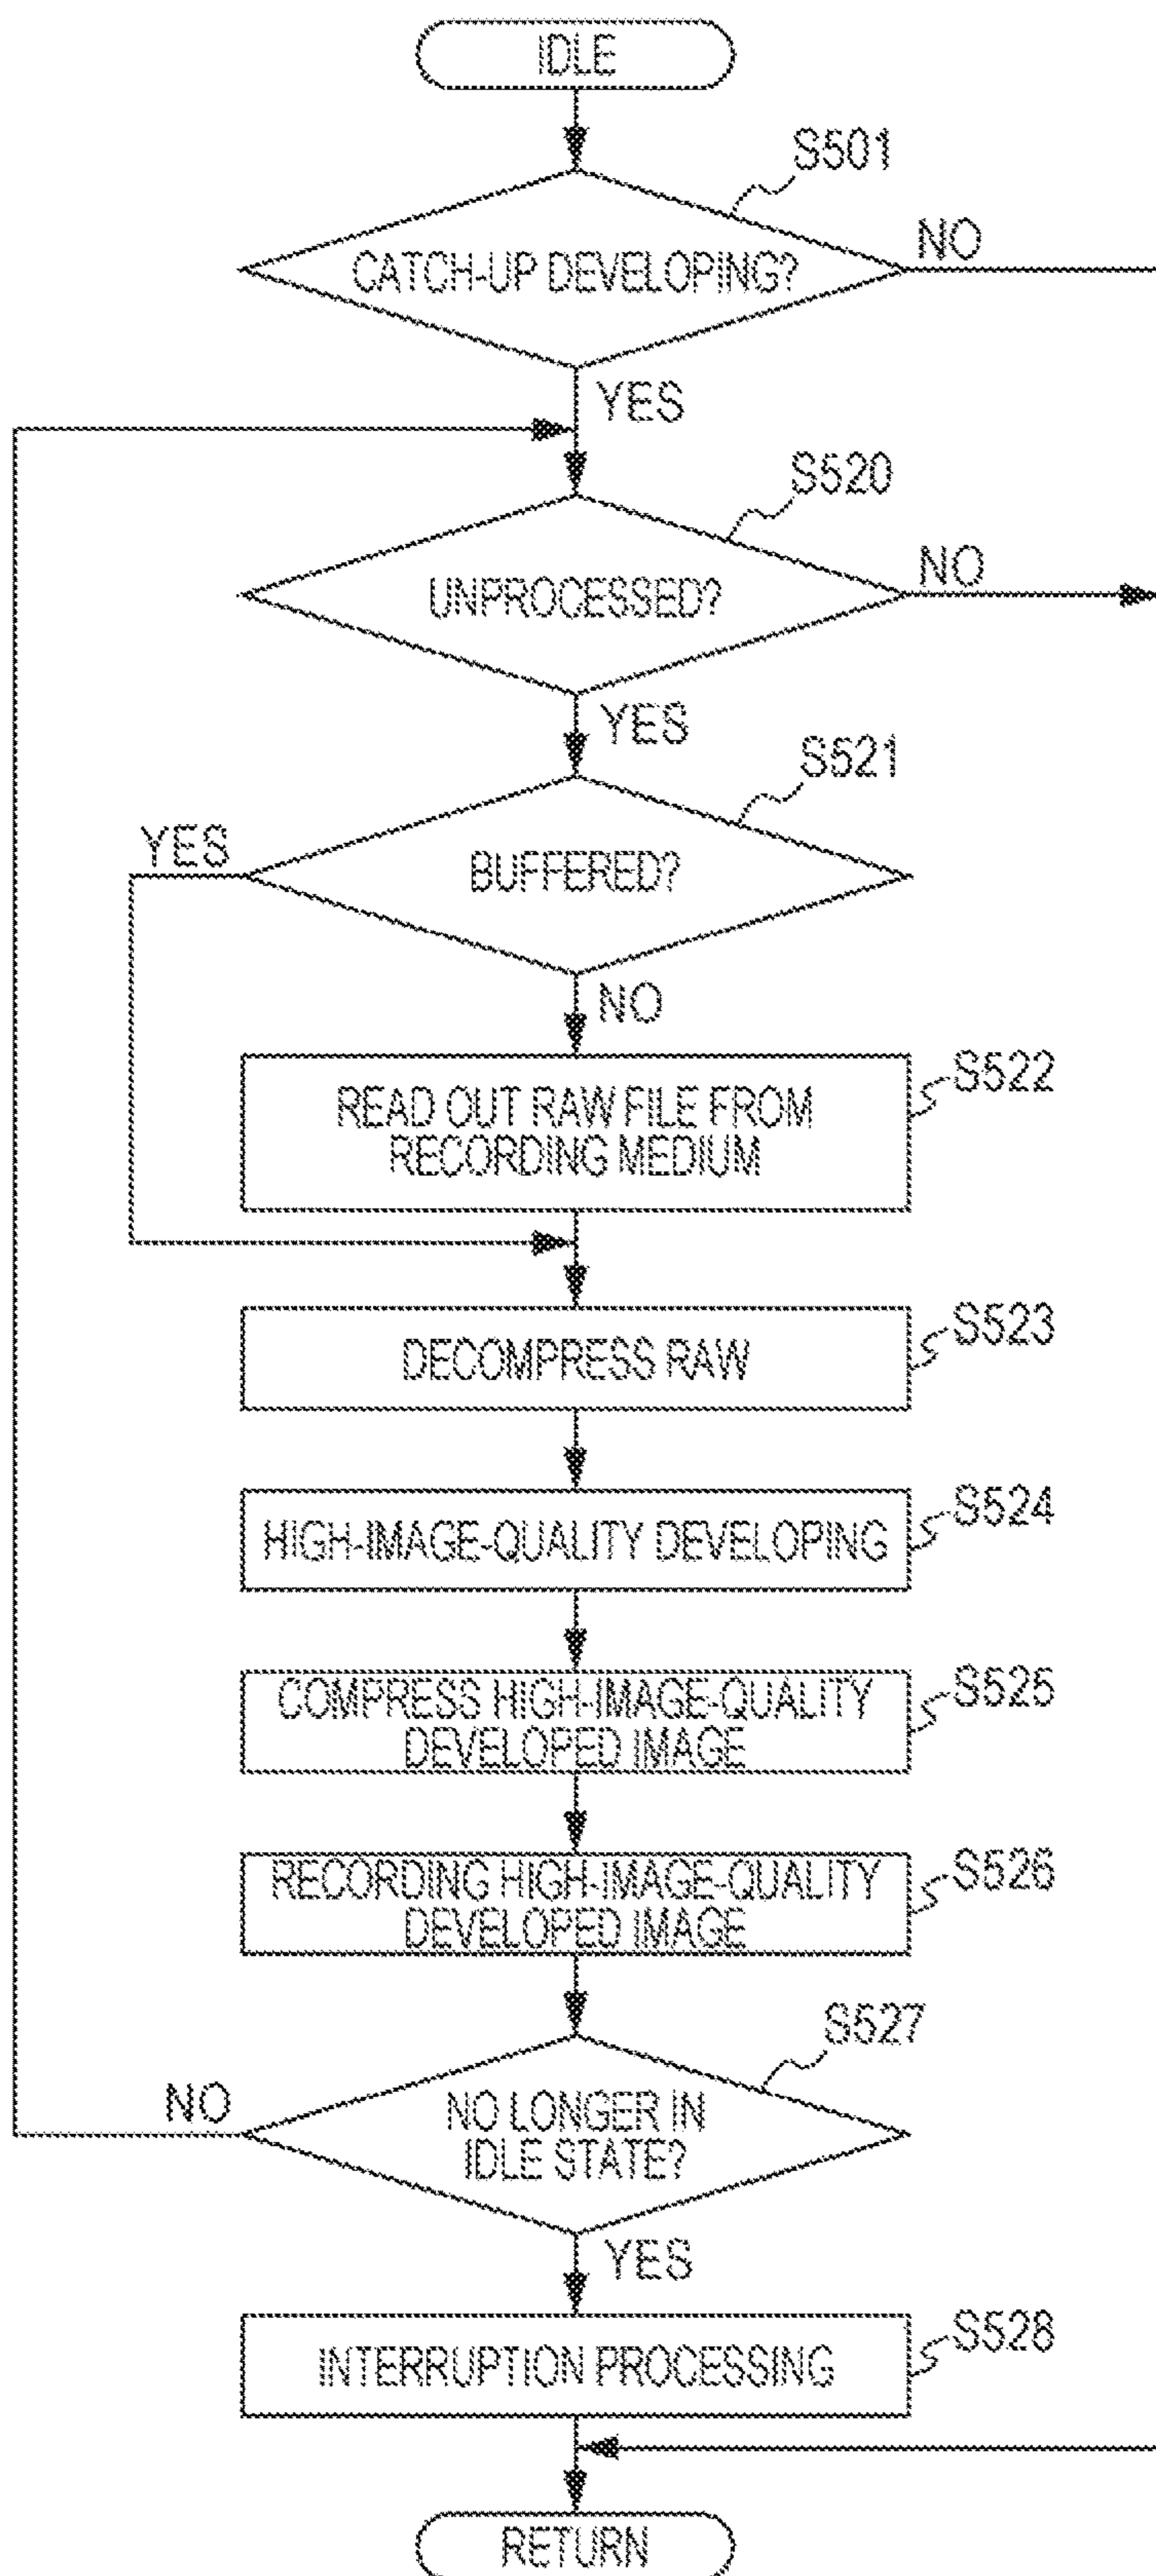 IDLE
S501
CATCH-UP DEVELOPING?
NO
YES
S520
UNPROCESSED?
NO
YES
S521
YES
BUFFERED?
NO
S522
READ OUT RAW FILE FROM
RECORDING MEDIUM
S523
DECOMPRESS RAW
S524
HIGH-IMAGE-QUALITY DEVELOPING
S525
COMPRESS HIGH-IMAGE-QUALITY
DEVELOPED IMAGE
S526
RECORDING HIGH-IMAGE-QUALITY
DEVELOPED IMAGE
S527
NO
NO LONGER IN
IDLE STATE?
YES
S528
INTERRUPTION PROCESSING
RETURN